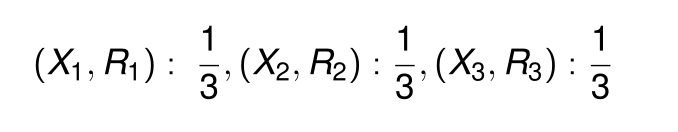 (X₁, R₁) : 1/3, (X₂, R₂) : 1/3, (X₃, R₃) : 1/3